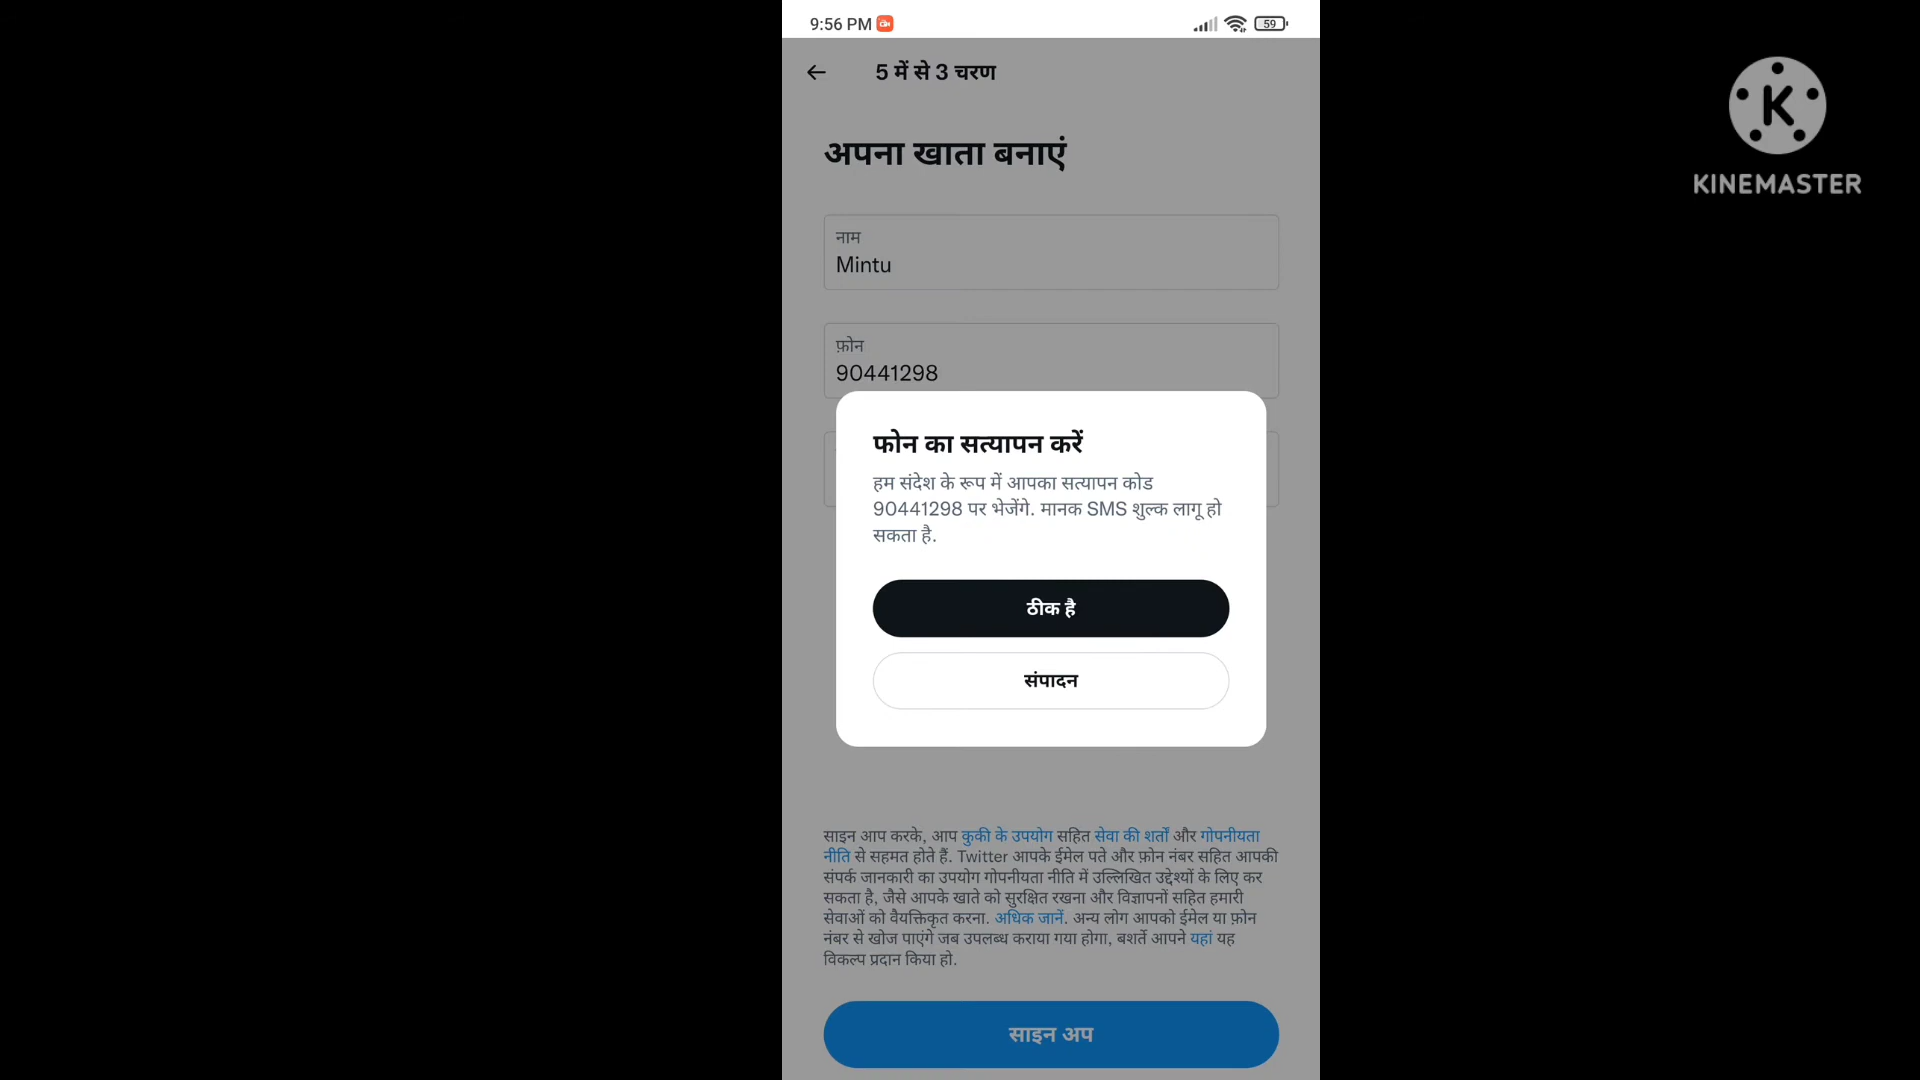 9:56 PM
59
5 में से 3 चरण
KINEMASTER
अपना खाता बनाएं
नाम
Mintu
फ़ोन
90441298
फोन का सत्यापन करें
हम संदेश के रूप में आपका सत्यापन कोड
90441298 पर भेजेंगे. मानक SMS शुल्क लागू हो
सकता है.
ठीक है
संपादन
साइन आप करके, आप कुकी के उपयोग सहित सेवा की शर्तों और गोपनीयता
नीति से सहमत होते हैं. Twitter आपके ईमेल पते और फ़ोन नंबर सहित आपकी
संपर्क जानकारी का उपयोग गोपनीयता नीति में उल्लिखित उद्देश्यों के लिए कर
सकता है, जैसे आपके खाते को सुरक्षित रखना और विज्ञापनों सहित हमारी
सेवाओं को वैयक्तिकृत करना. अधिक जानें. अन्य लोग आपको ईमेल या फ़ोन
नंबर से खोज पाएंगे जब उपलब्ध कराया गया होगा, बशर्ते आपने यहां यह
विकल्प प्रदान किया हो.
साइन अप